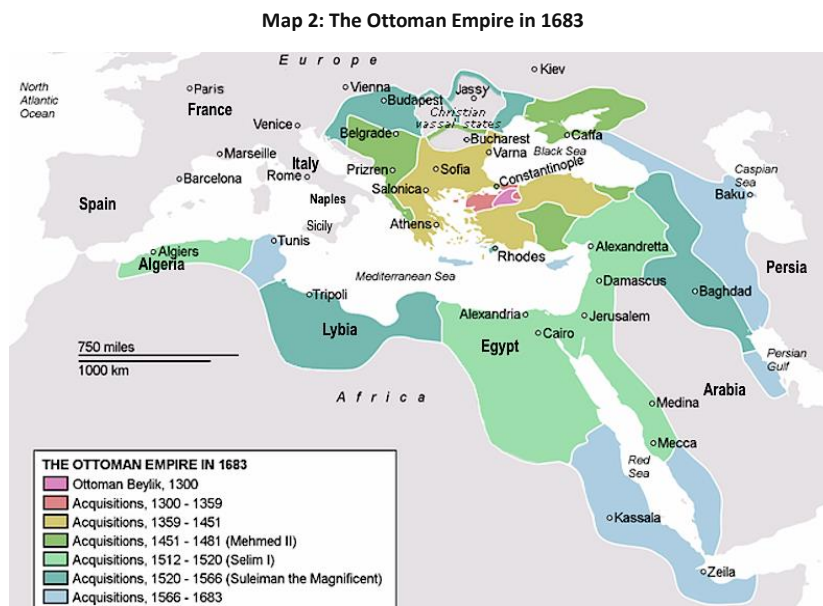 Map 2: The Ottoman Empire in 1683
Europe
Kiev
North
Atlantic
Ocean
Paris
France
Vienna
Budapest
Jassy
Christian
vassal states
Venice
Belgrade
Bucharest
Caffa
Varna
Black Sea
Marseille
Italy
Rome
Prizren
Sofia
Constantinople
Caspian
Sea
Baku
Barcelona
Spain
Naples
Salonica
Sicily
Athens
Algiers
Algeria
Tunis
Rhodes
Alexandretta
Persia
Mediterranean Sea
Damascus
Baghdad
Tripoli
Lybia
Alexandria
Jerusalem
Cairo
Egypt
750 miles
1000 km
Persian
Gulf
Africa
Arabia
Medina
Mecca
Red
Sea
Kassala
Zeila
THE OTTOMAN EMPIRE IN 1683
Ottoman Beylik, 1300
Acquisitions, 1300 - 1359
Acquisitions, 1359 - 1451
Acquisitions, 1451 - 1481 (Mehmed II)
Acquisitions, 1512 - 1520 (Selim I)
Acquisitions, 1520 - 1566 (Suleiman the Magnificent)
Acquisitions, 1566 - 1683